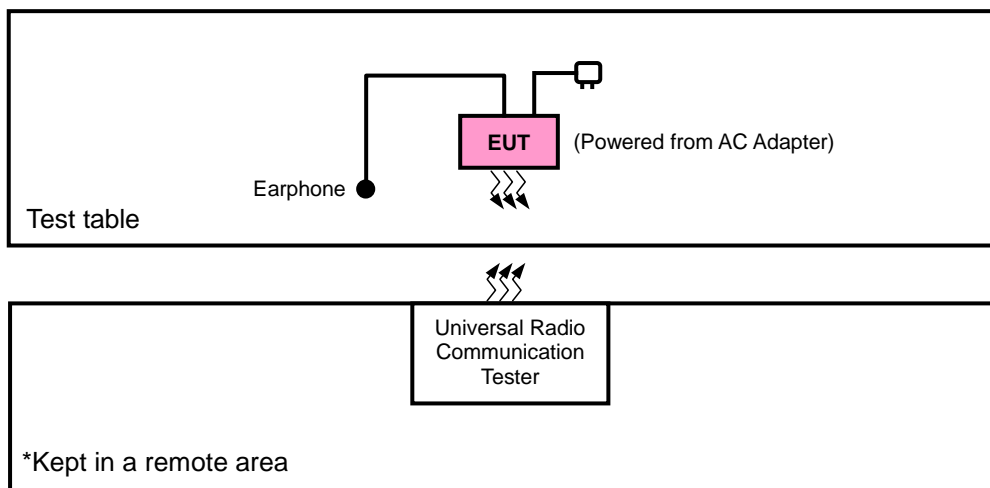 EUT
(Powered from AC Adapter)
Earphone
Test table
Universal Radio
Communication
Tester
*Kept in a remote area